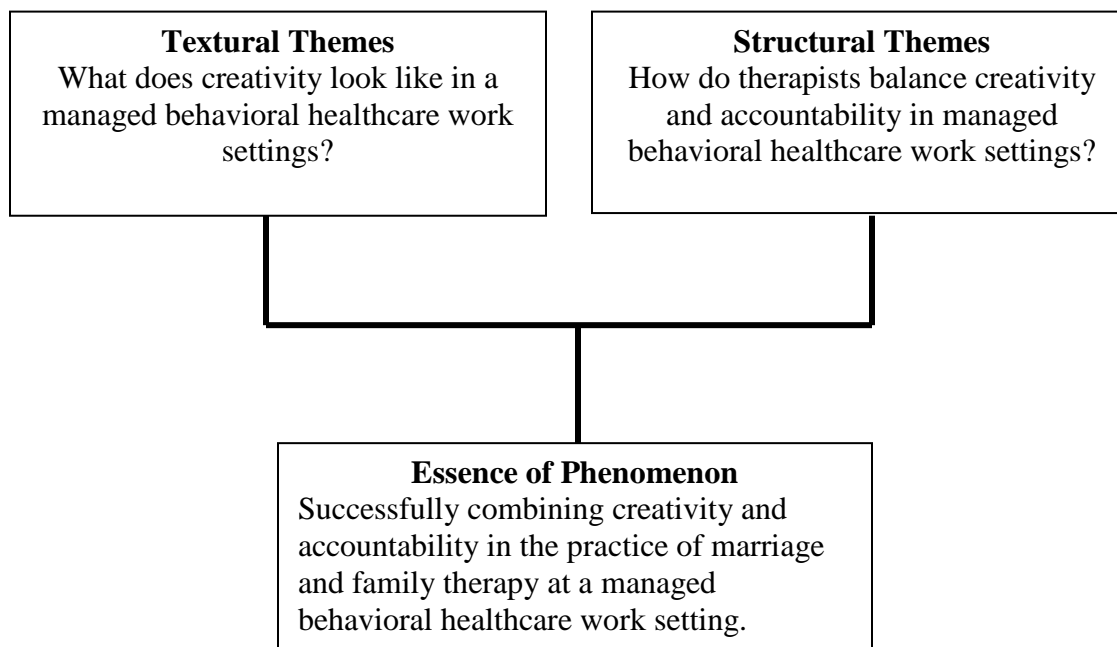 Textural Themes
What does creativity look like in a
managed behavioral healthcare work
settings?
Structural Themes
How do therapists balance creativity
and accountability in managed
behavioral healthcare work settings?
Essence of Phenomenon
Successfully combining creativity and
accountability in the practice of marriage
and family therapy at a managed
behavioral healthcare work setting.